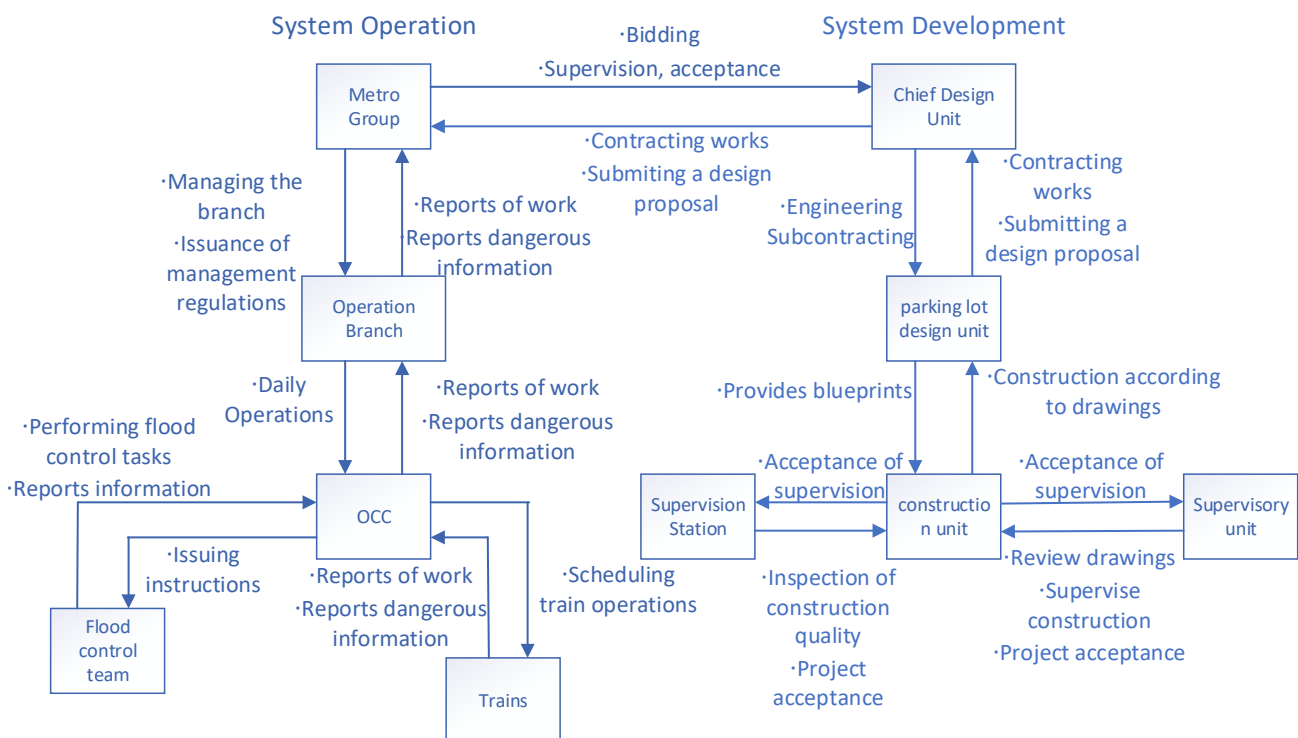 System Operation
System Development
·Bidding
·Supervision, acceptance
Metro
Group
Chief Design
Unit
·Contracting works
·Submiting a design
proposal
·Managing the
branch
·Issuance of
management
regulations
·Reports of work
·Reports dangerous
information
·Engineering
Subcontracting
·Contracting
works
·Submitting a
design proposal
Operation
Branch
parking lot
design unit
·Daily
Operations
·Reports of work
·Reports dangerous
information
·Provides blueprints
·Construction according
to drawings
·Performing flood
control tasks
·Reports information
OCC
·Acceptance of
supervision
·Acceptance of
supervision
Supervision
Station
constructio
n unit
Supervisory
unit
·Issuing
instructions
·Reports of work
·Reports dangerous
information
·Scheduling
train operations
·Inspection of
construction
quality
·Project
acceptance
·Review drawings
·Supervise
construction
·Project acceptance
Flood
control
team
Trains